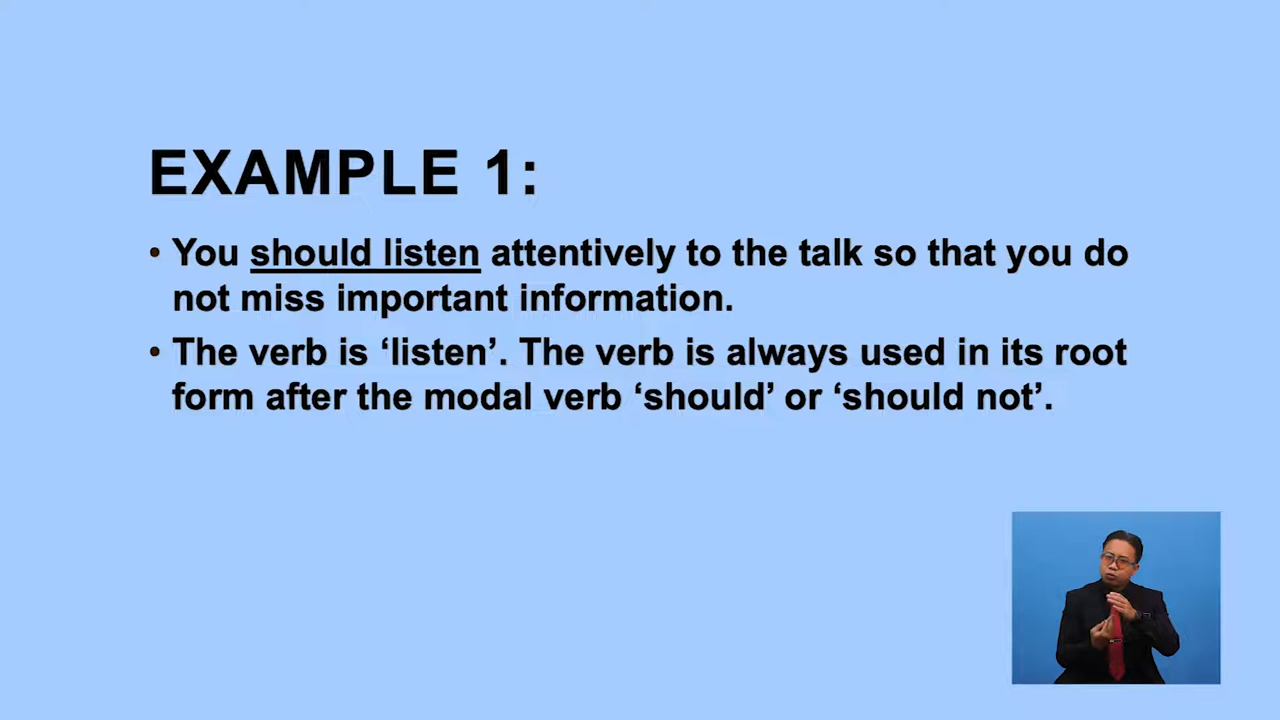 EXAMPLE 1:
• You should listen attentively to the talk so that you do
not miss important information.
• The verb is ‘listen’. The verb is always used in its root
form after the modal verb ‘should’ or ‘should not’.